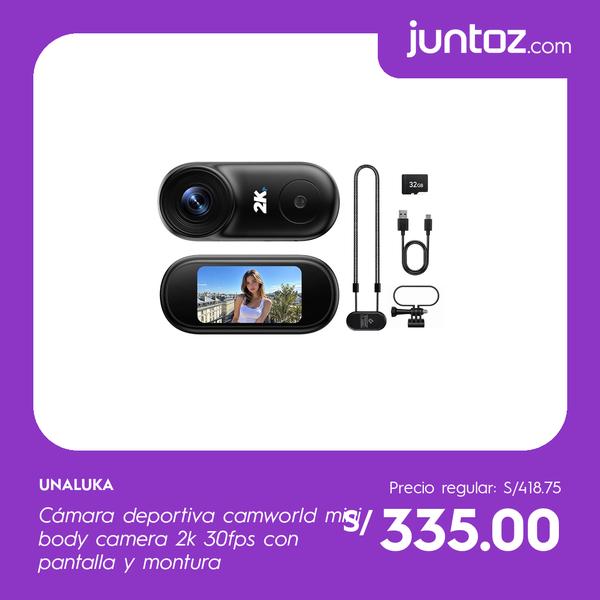 juntoz.com
2K
32GB
UNALUKA
Precio regular: S/418.75
Cámara deportiva camworld mini
body camera 2k 30fps con
pantalla y montura
S/ 335.00